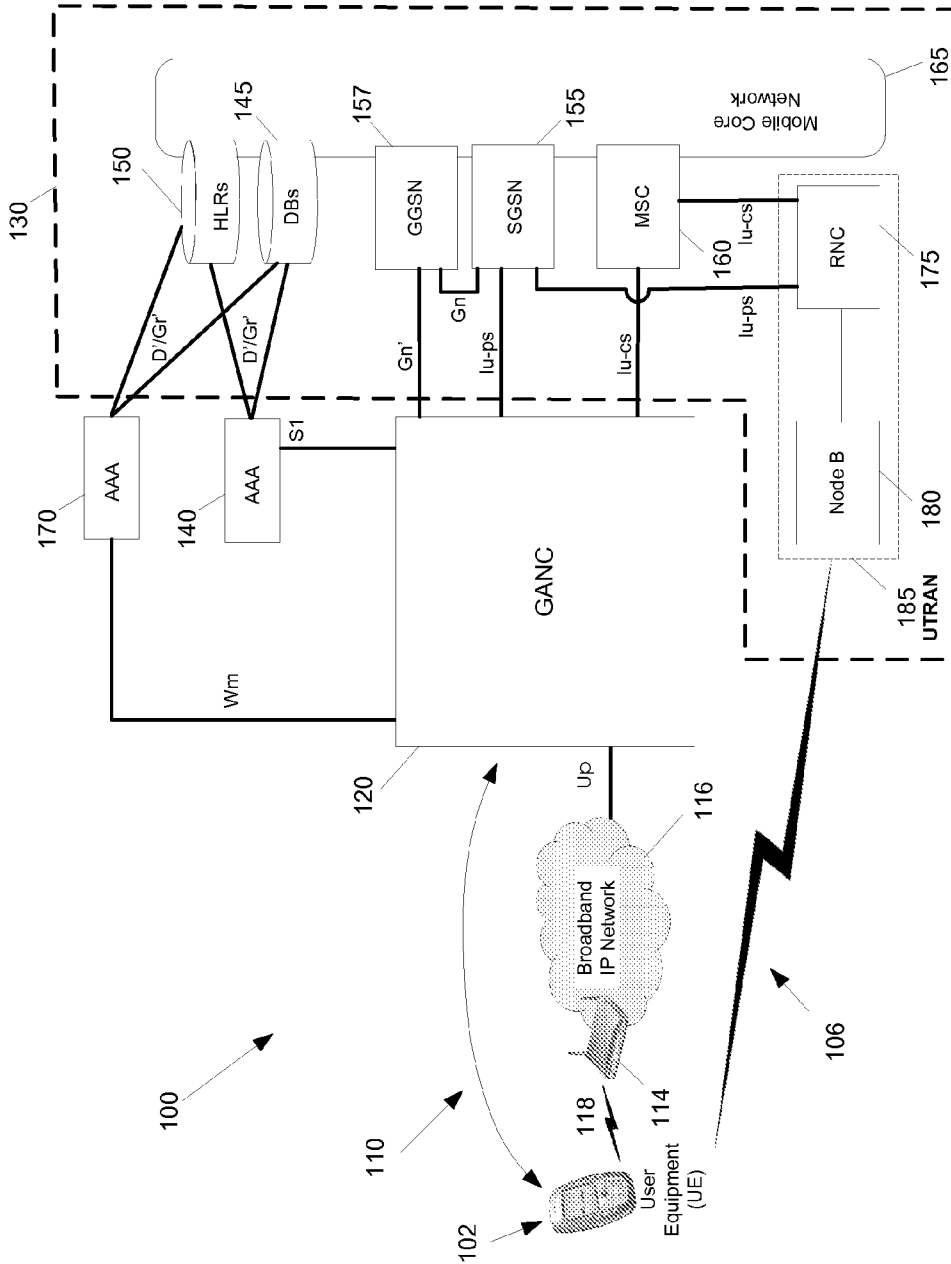 130
150
145
HLRs
DBs
157
155
GGSN
SGSN
MSC
160
Mobile Core
Network
165
D'/Gr'
D'/Gr'
Gn
Gn'
Iu-ps
Iu-cs
Iu-cs
Iu-ps
RNC
175
170
AAA
140
AAA
S1
Wm
GANC
120
Node B
180
185
UTRAN
Up
116
Broadband
IP Network
100
110
118
114
106
102
User
Equipment
(UE)